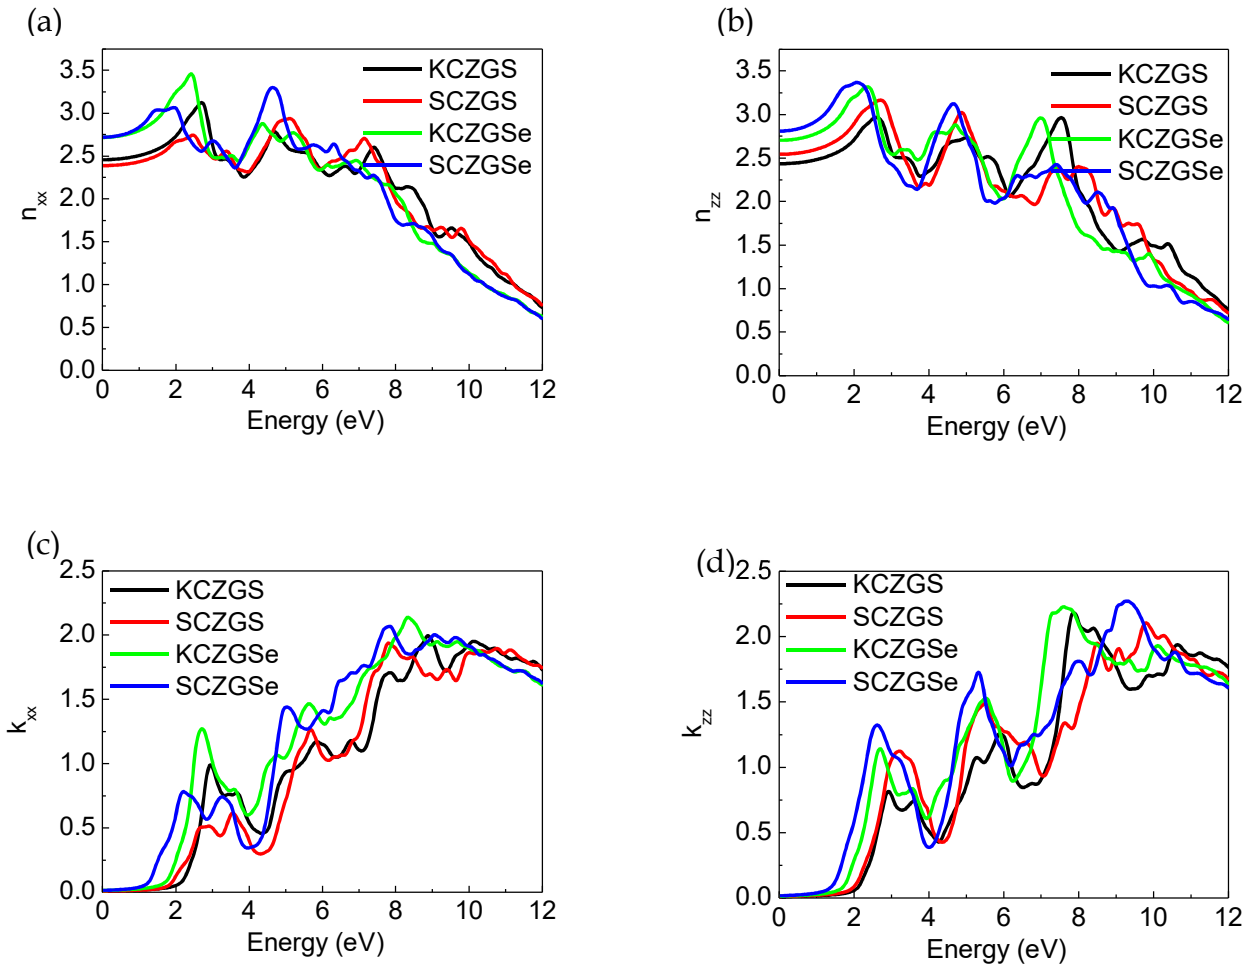 (a)
n_xx
3.5
3.0
2.5
2.0
1.5
1.0
0.5
0.0
KCZGS
SCZGS
KCZGSe
SCZGSe
0 2 4 6 8 10 12
Energy (eV)
(b)
n_zz
3.5
3.0
2.5
2.0
1.5
1.0
0.5
0.0
KCZGS
SCZGS
KCZGSe
SCZGSe
0 2 4 6 8 10 12
Energy (eV)
(c)
k_xx
2.5
2.0
1.5
1.0
0.5
0.0
KCZGS
SCZGS
KCZGSe
SCZGSe
0 2 4 6 8 10 12
Energy (eV)
(d)
k_zz
2.5
2.0
1.5
1.0
0.5
0.0
KCZGS
SCZGS
KCZGSe
SCZGSe
0 2 4 6 8 10 12
Energy (eV)